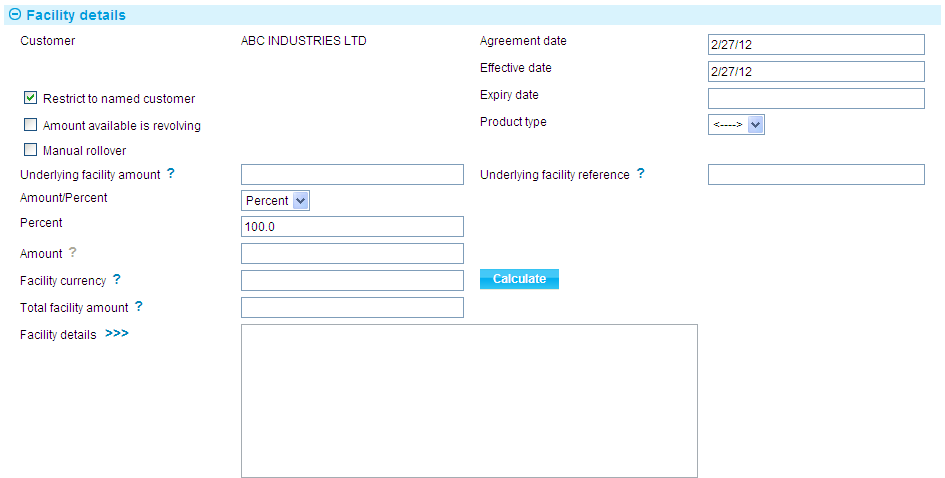 Facility details
Customer ABC INDUSTRIES LTD Agreement date 2/27/12
Effective date 2/27/12
Restrict to named customer Expiry date
Amount available is revolving Product type <---->
Manual rollover
Underlying facility amount ? Underlying facility reference ?
Amount/Percent Percent
Percent 100.0
Amount ?
Facility currency ? Calculate
Total facility amount ?
Facility details >>>